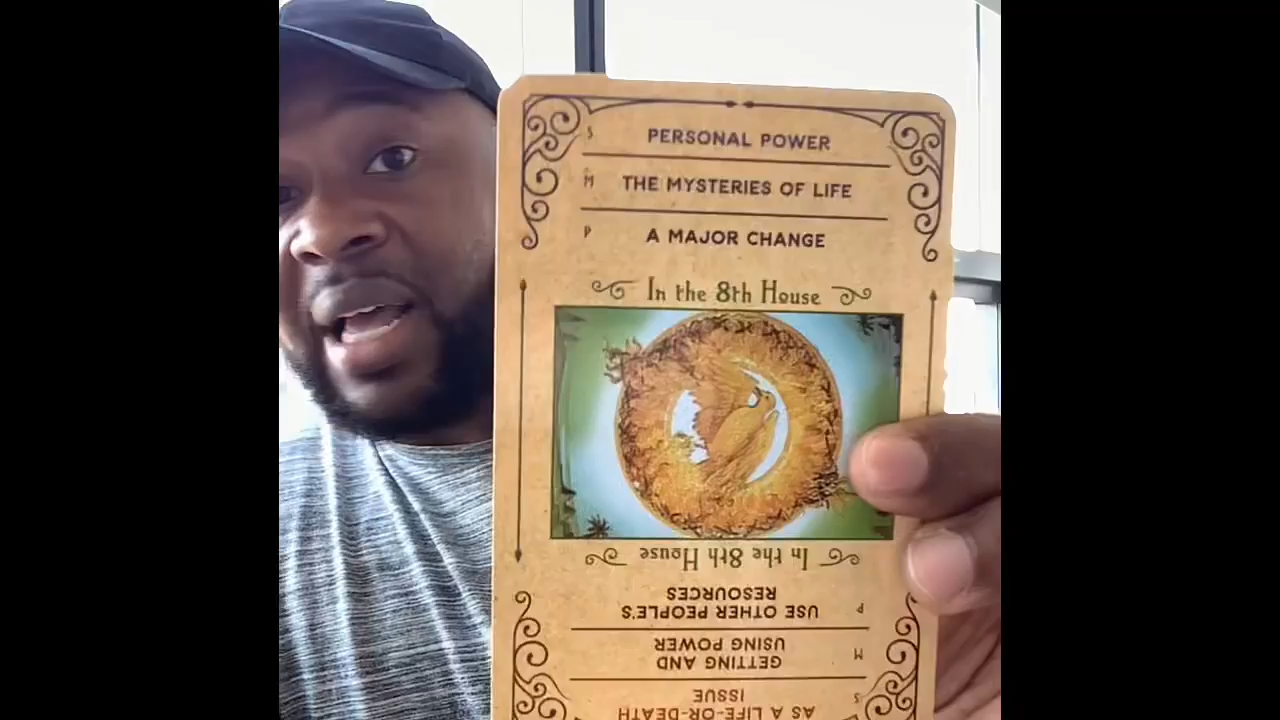 S PERSONAL POWER
M THE MYSTERIES OF LIFE
P A MAJOR CHANGE
In the 8th House
In the 8th House
USE OTHER PEOPLE'S
RESOURCES
P
GETTING AND
USING POWER
M
AS A LIFE-OR-DEATH
ISSUE
S